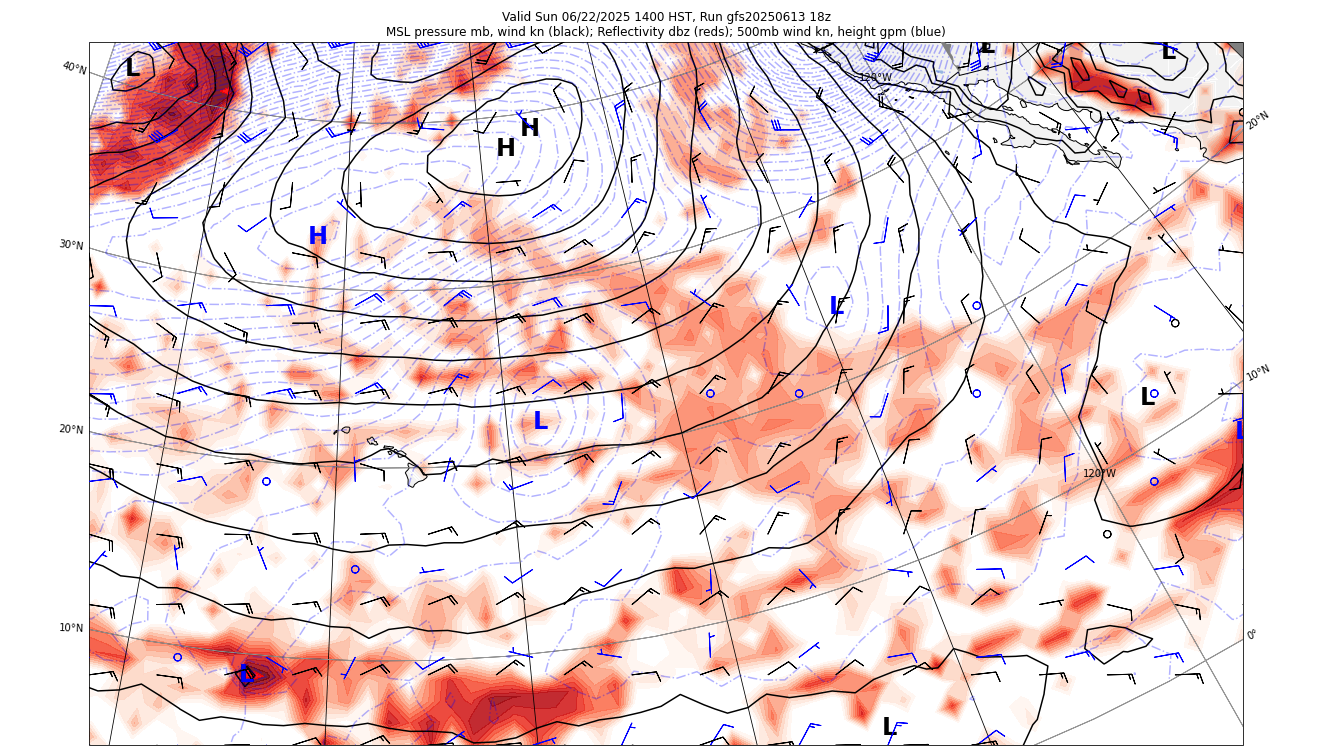 Valid Sun 06/22/2025 1400 HST, Run gfs20250613 18z
MSL pressure mb, wind kn (black); Reflectivity dbz (reds); 500mb wind kn, height gpm (blue)
L
L
L
40°N
120°W
20°N
H
H
H
30°N
L
10°N
L
L
L
20°N
120°W
10°N
0°
L
L